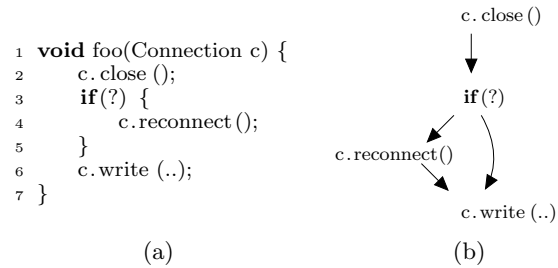 1 void foo(Connection c) {
2 c.close ();
3 if(?) {
4 c.reconnect();
5 }
6 c.write (..);
7 }
(a)
c.close ()
if(?)
c.reconnect()
c.write (..)
(b)